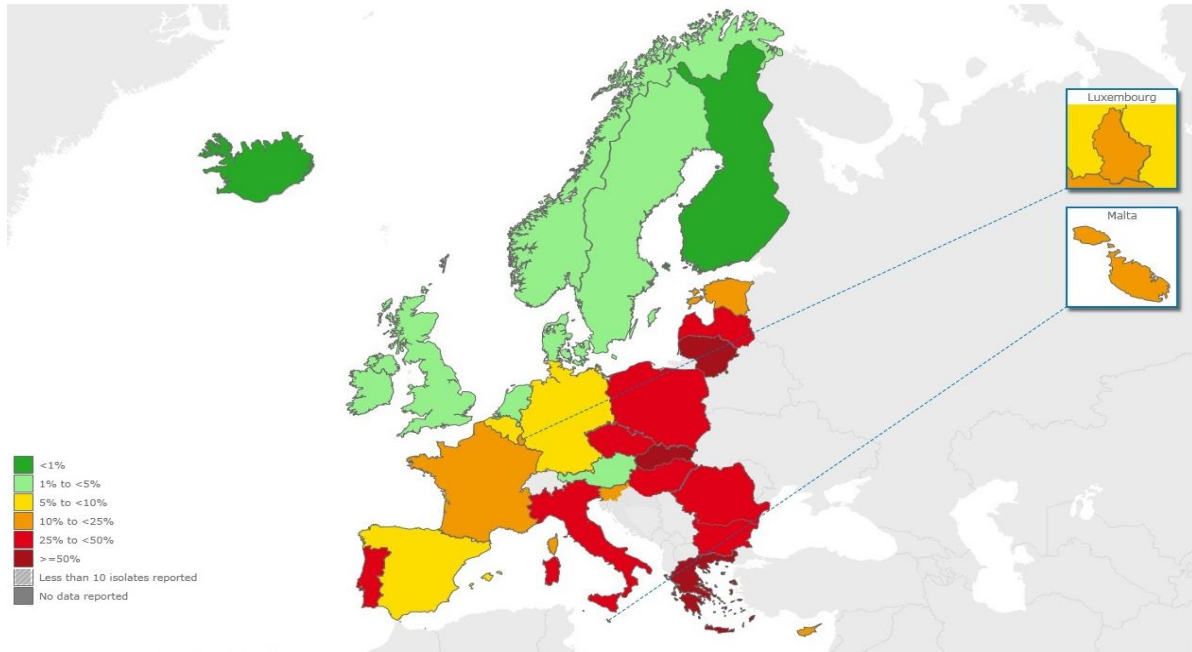 Luxembourg
Malta
<1%
1% to <5%
5% to <10%
10% to <25%
25% to <50%
>=50%
Less than 10 isolates reported
No data reported